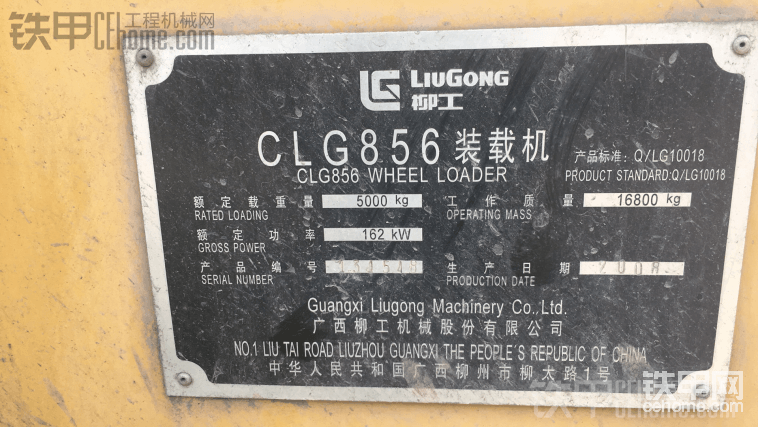 铁甲 工程机械网
CEhome.com
LIUGONG
柳工
CLG856 装载机
CLG856 WHEEL LOADER
产品标准: Q/LG10018
PRODUCT STANDARD:Q/LG10018
额定载重量 5000 kg 工作质量 16800 kg
RATED LOADING OPERATING MASS
额定功率 162 kW
GROSS POWER
产品编号 生产日期
SERIAL NUMBER PRODUCTION DATE
Guangxi Liugong Machinery Co.,Ltd.
广西柳工机械股份有限公司
NO.1 LIU TAI ROAD LIUZHOU GUANGXI THE PEOPLE'S REPUBLIC OF CHINA
中华人民共和国广西柳州市柳太路1号
铁甲网
cehome.com